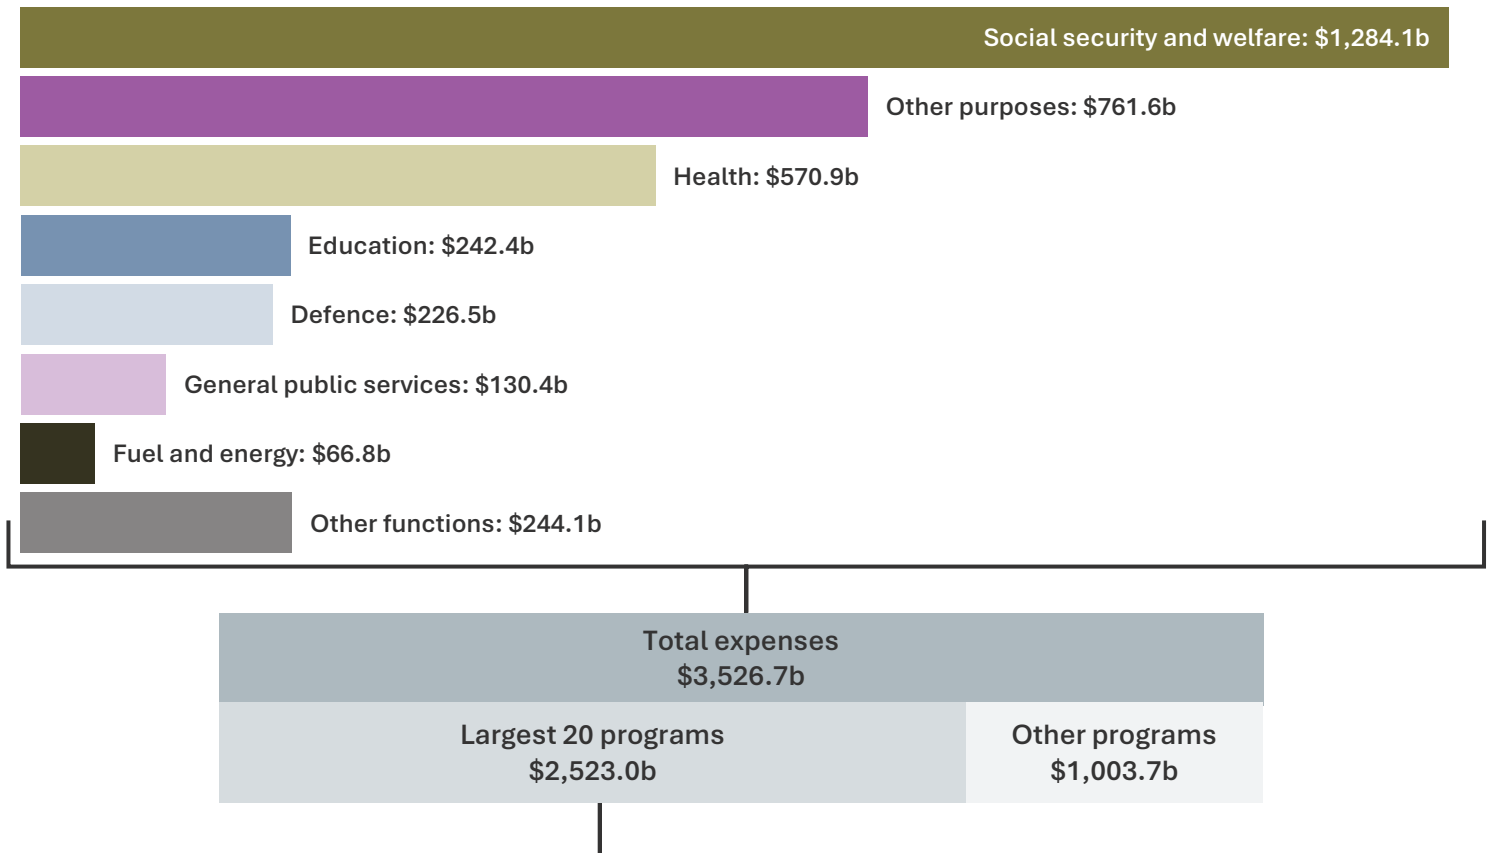 Social security and welfare: $1,284.1b
Other purposes: $761.6b
Health: $570.9b
Education: $242.4b
Defence: $226.5b
General public services: $130.4b
Fuel and energy: $66.8b
Other functions: $244.1b
Total expenses
$3,526.7b
Largest 20 programs
$2,523.0b
Other programs
$1,003.7b